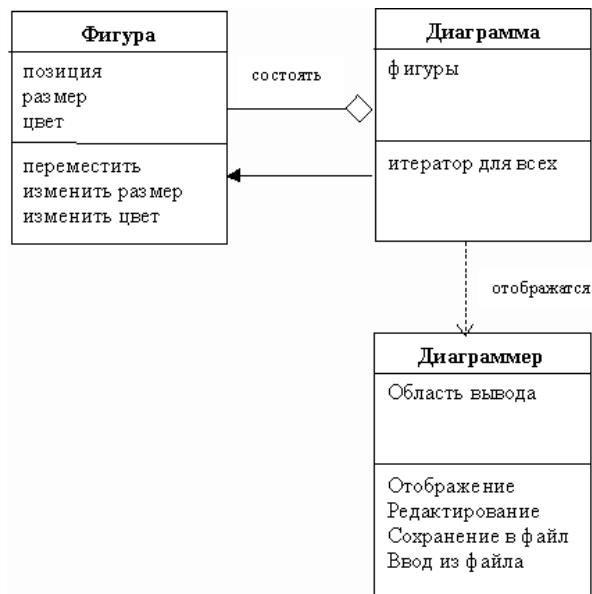 Фигура
позиция
размер
цвет
переместить
изменить размер
изменить цвет
состоять
Диаграмма
фигуры
итератор для всех
отображатся
Диаграммер
Область вывода
Отображение
Редактирование
Сохранение в файл
Ввод из файла